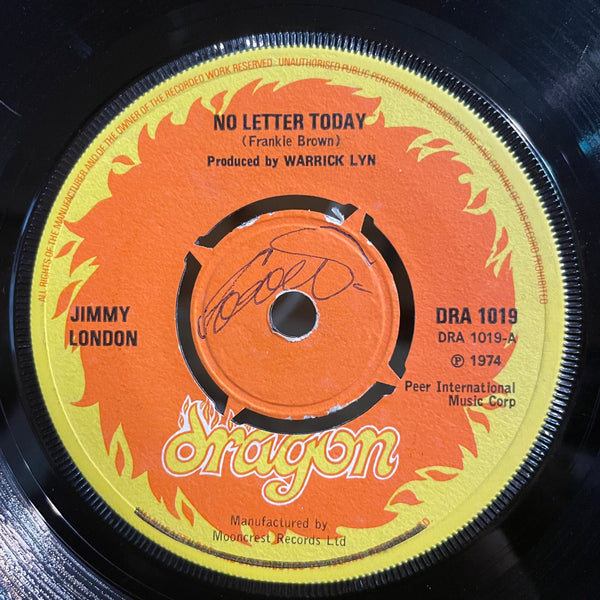 ALL RIGHTS OF THE MANUFACTURER AND OF THE OWNER OF THE RECORDED WORK RESERVED. UNAUTHORISED PUBLIC PERFORMANCE BROADCASTING AND COPYING OF THIS RECORD PROHIBITED
NO LETTER TODAY
(Frankie Brown)
Produced by WARRICK LYN
JIMMY
LONDON
DRA 1019
DRA 1019-A
Ⓟ 1974
Peer International
Music Corp
dragon
Manufactured by
Mooncrest Records Ltd